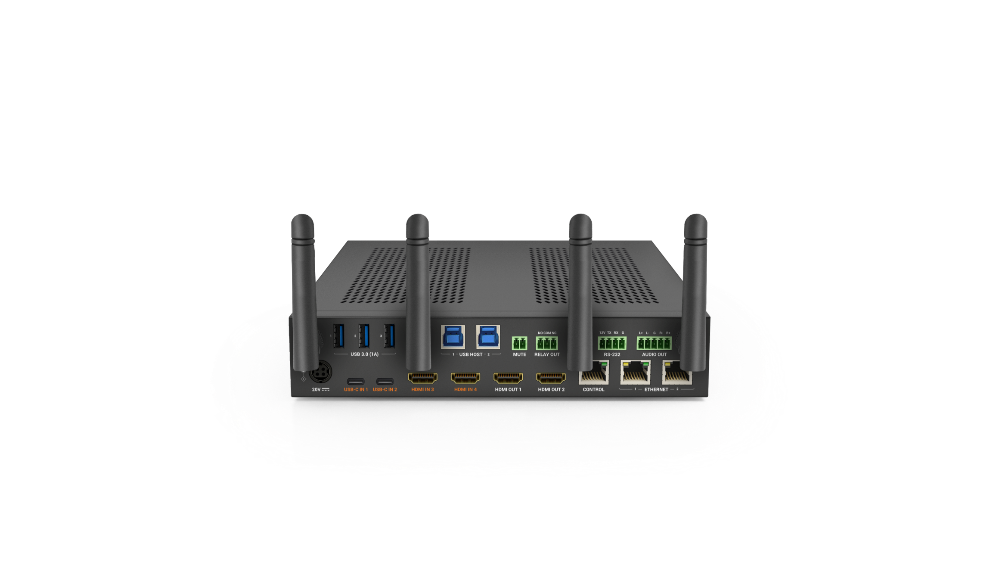 NO COM NC
12V TX RX G
L+ L- G R- R+
1 2 3
USB 3.0 (1A)
1 - USB HOST - 2
MUTE
RELAY OUT
RS-232
AUDIO OUT
20V
USB-C IN 1
USB-C IN 2
HDMI IN 3
HDMI IN 4
HDMI OUT 1
HDMI OUT 2
CONTROL
1 — ETHERNET — 2